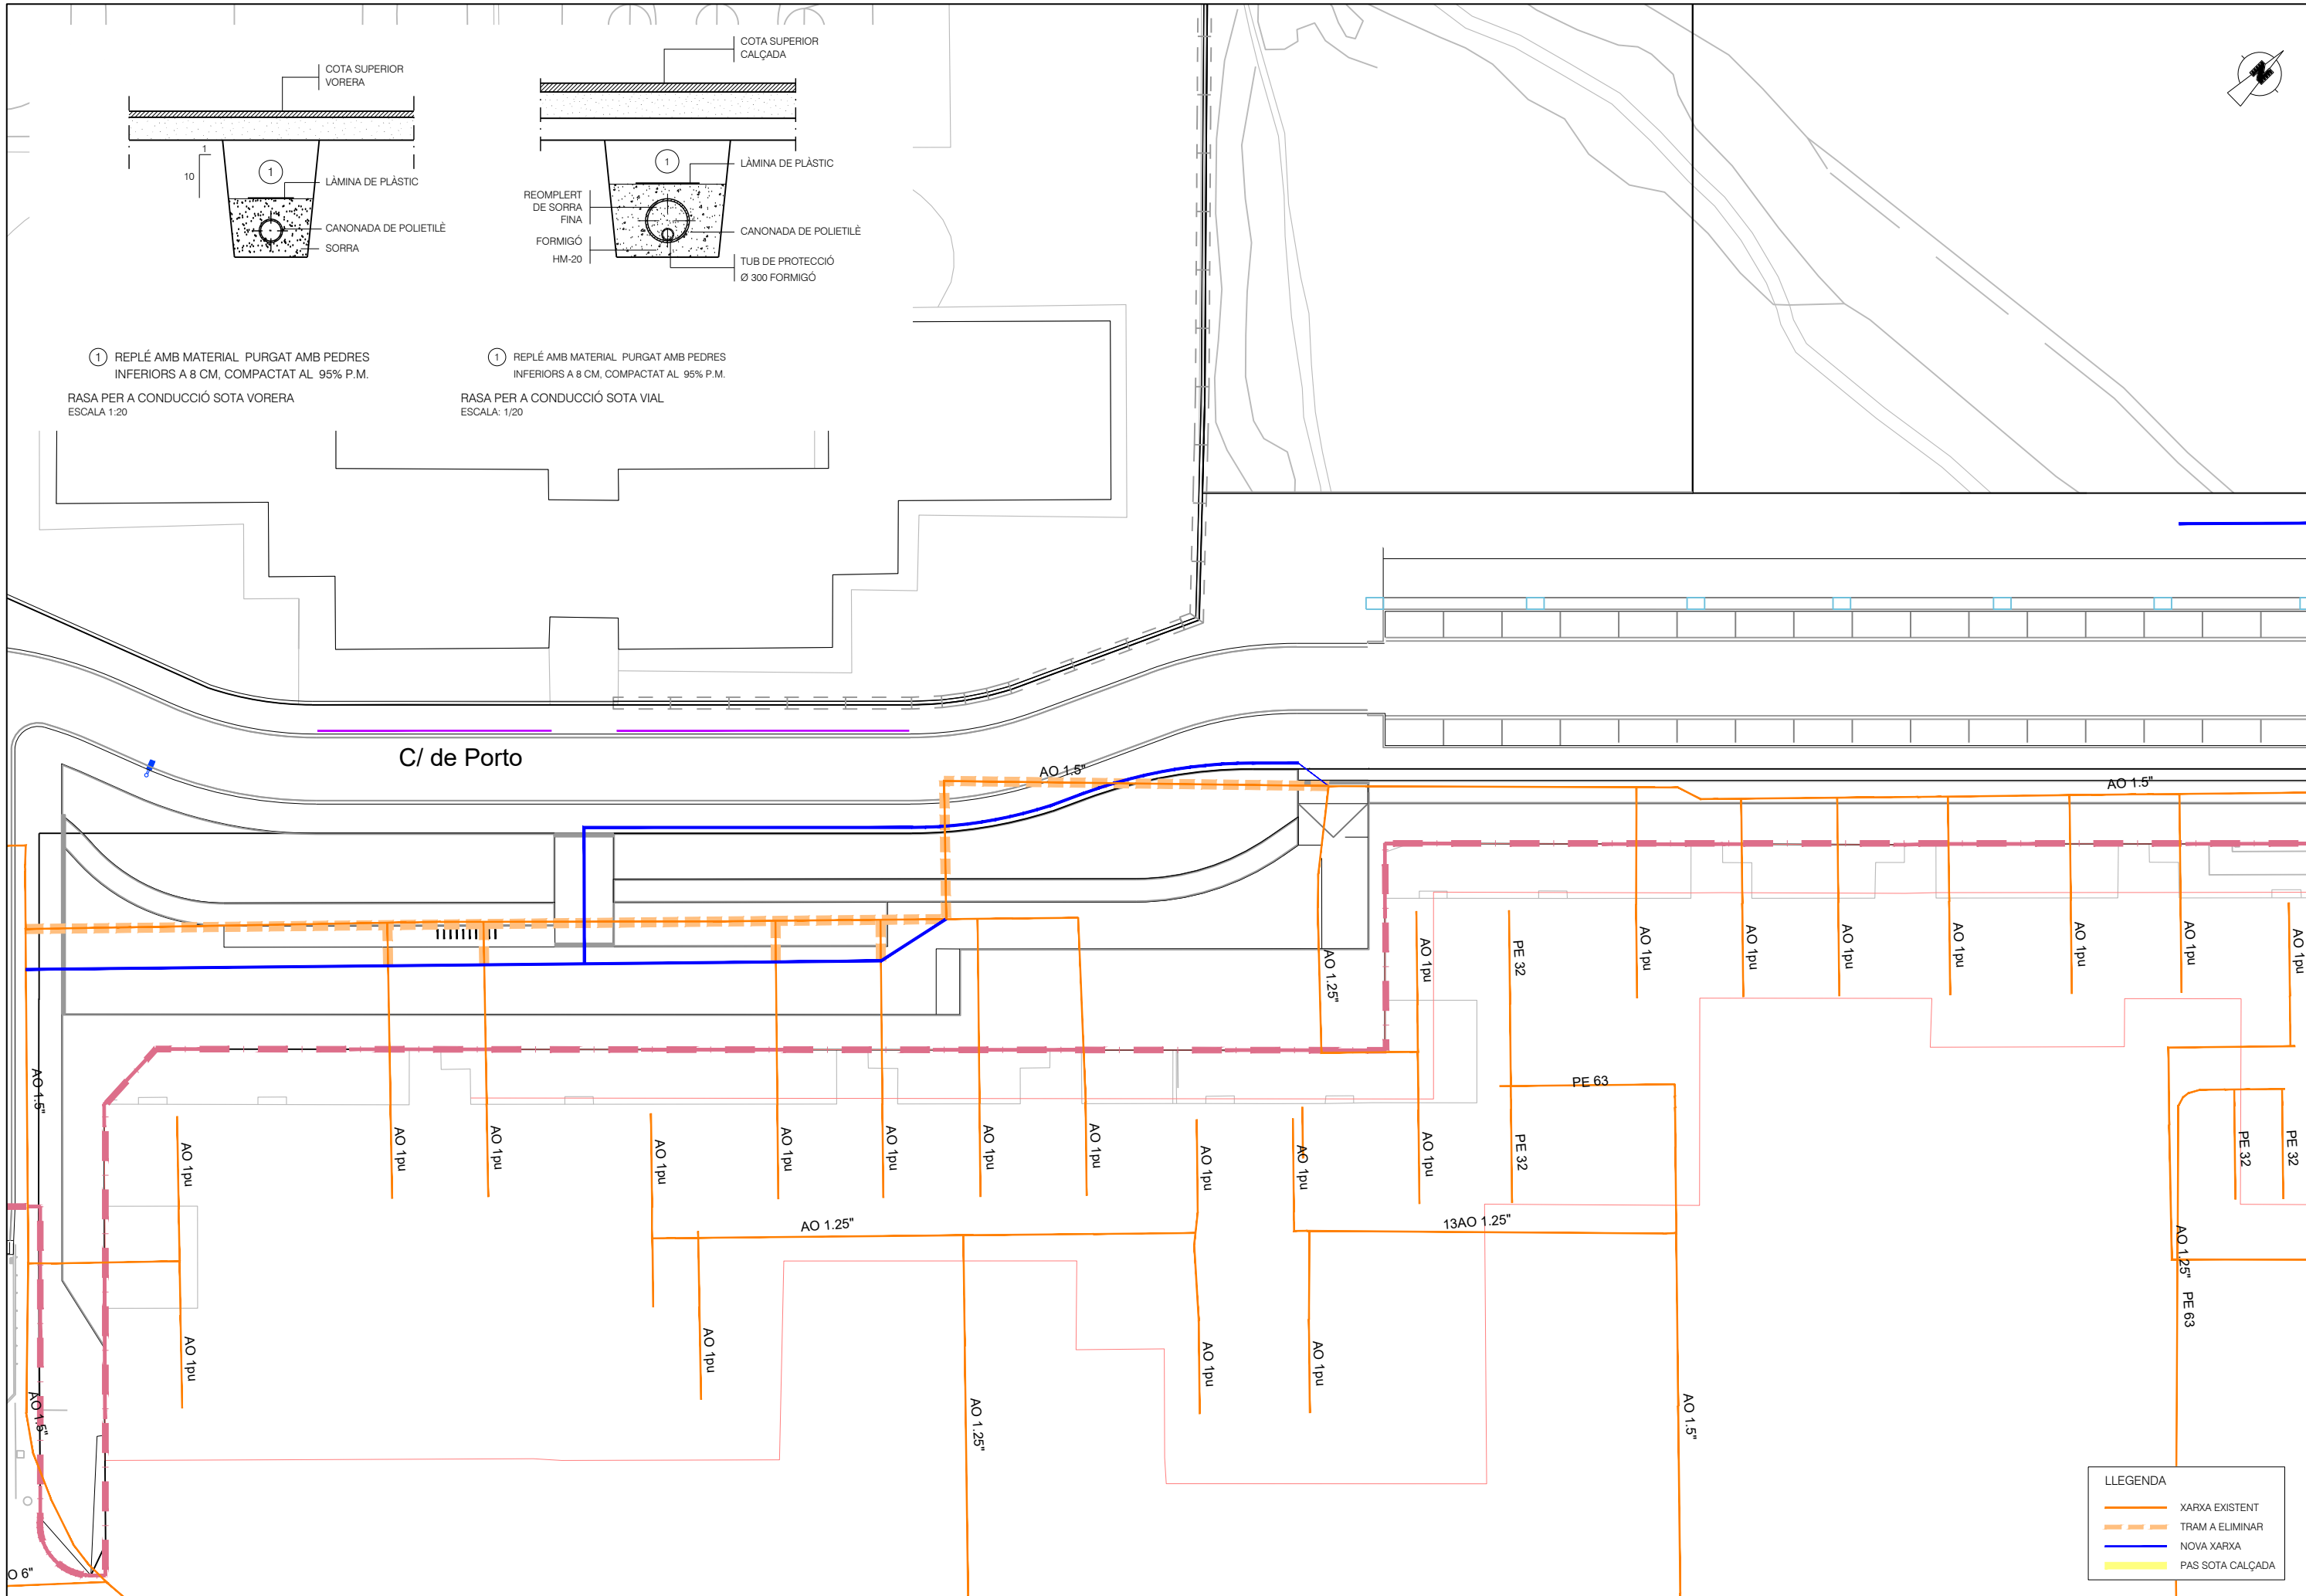 COTA SUPERIOR
VORERA
1
10
1
LÀMINA DE PLÀSTIC
CANONADA DE POLIETILÈ
SORRA
COTA SUPERIOR
CALÇADA
1
LÀMINA DE PLÀSTIC
REOMPLERT
DE SORRA
FINA
CANONADA DE POLIETILÈ
FORMIGÓ
HM-20
TUB DE PROTECCIÓ
Ø 300 FORMIGÓ
1 REPLÉ AMB MATERIAL PURGAT AMB PEDRES
INFERIORS A 8 CM, COMPACTAT AL 95% P.M.
RASA PER A CONDUCCIÓ SOTA VORERA
ESCALA 1:20
1 REPLÉ AMB MATERIAL PURGAT AMB PEDRES
INFERIORS A 8 CM, COMPACTAT AL 95% P.M.
RASA PER A CONDUCCIÓ SOTA VIAL
ESCALA: 1/20
N
C/ de Porto
AO 1.5"
AO 1.5"
AO 1.25"
AO 1pu
PE 32
AO 1pu
AO 1pu
AO 1pu
AO 1pu
AO 1pu
AO 1pu
AO 1pu
AO 1.5"
PE 63
AO 1pu
AO 1pu
AO 1pu
AO 1pu
AO 1pu
AO 1pu
AO 1pu
AO 1pu
AO 1pu
AO 1pu
AO 1pu
PE 32
PE 32
PE 32
AO 1.25"
13AO 1.25"
AO 1.25"
PE 63
AO 1pu
AO 1pu
AO 1pu
AO 1pu
AO 1.5"
AO 1.25"
AO 1.5"
O 6"
LLEGENDA
XARXA EXISTENT
TRAM A ELIMINAR
NOVA XARXA
PAS SOTA CALÇADA